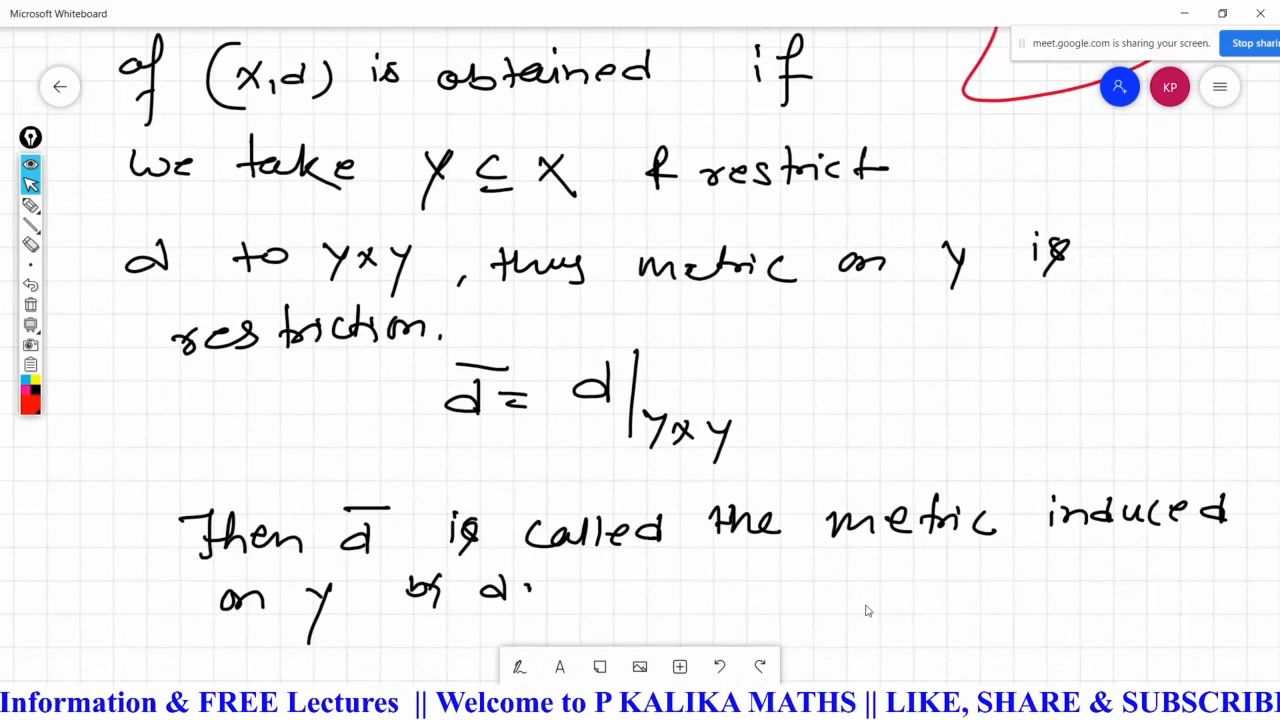 Microsoft Whiteboard
meet.google.com is sharing your screen.
Stop sharin
KP
of (X,d) is obtained if
we take Y ⊆ X & restrict
d to Y×Y, thus metric on Y is
restriction.
d̅ = d|Y×Y
Then d̅ is called the metric induced
on Y by d.
A
Information & FREE Lectures || Welcome to P KALIKA MATHS || LIKE, SHARE & SUBSCRIB